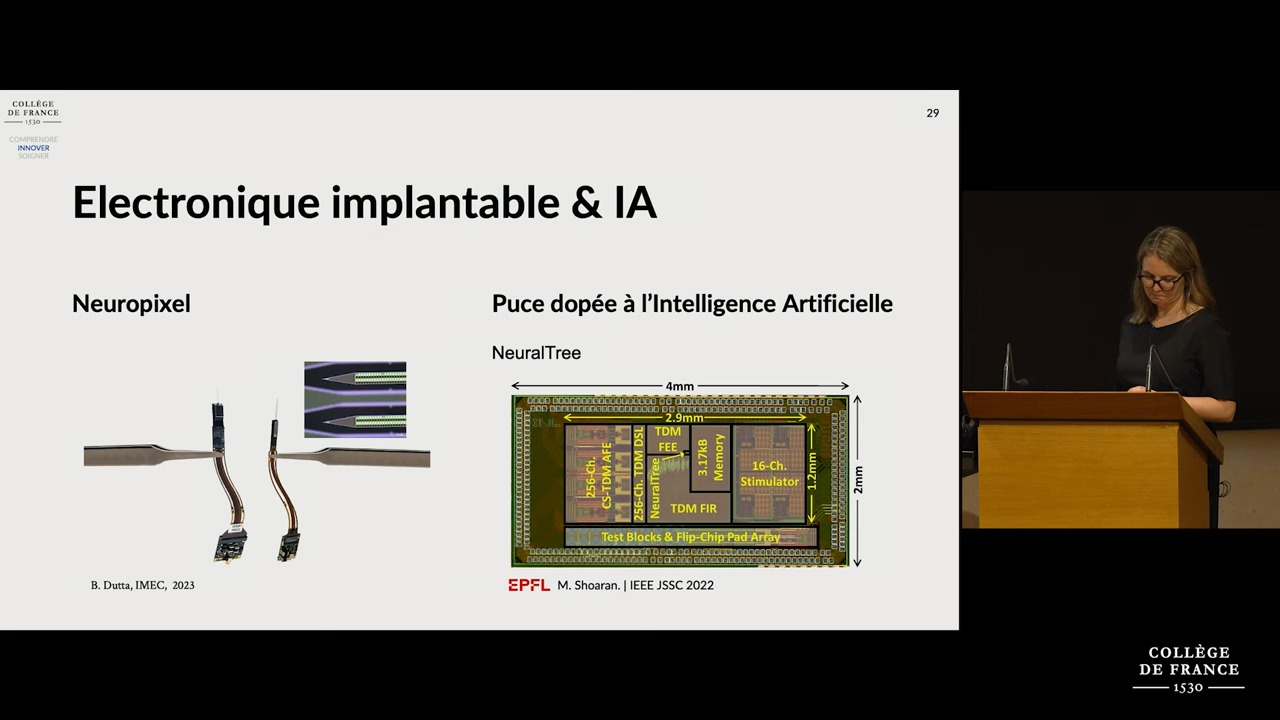 COLLÈGE
DE FRANCE
1530
COMPRENDRE
INNOVER
SOIGNER
29
Electronique implantable & IA
Neuropixel
B. Dutta, IMEC, 2023
Puce dopée à l’Intelligence Artificielle
NeuralTree
4mm
2.9mm
256-Ch.
CS-TDM AFE
256-Ch. TDM DSL
TDM
FEE
NeuralTree
3.17kB
Memory
TDM FIR
16-Ch.
Stimulator
1.2mm
2mm
Test Blocks & Flip-Chip Pad Array
EPFL M. Shoaran. | IEEE JSSC 2022
COLLÈGE
DE FRANCE
1530